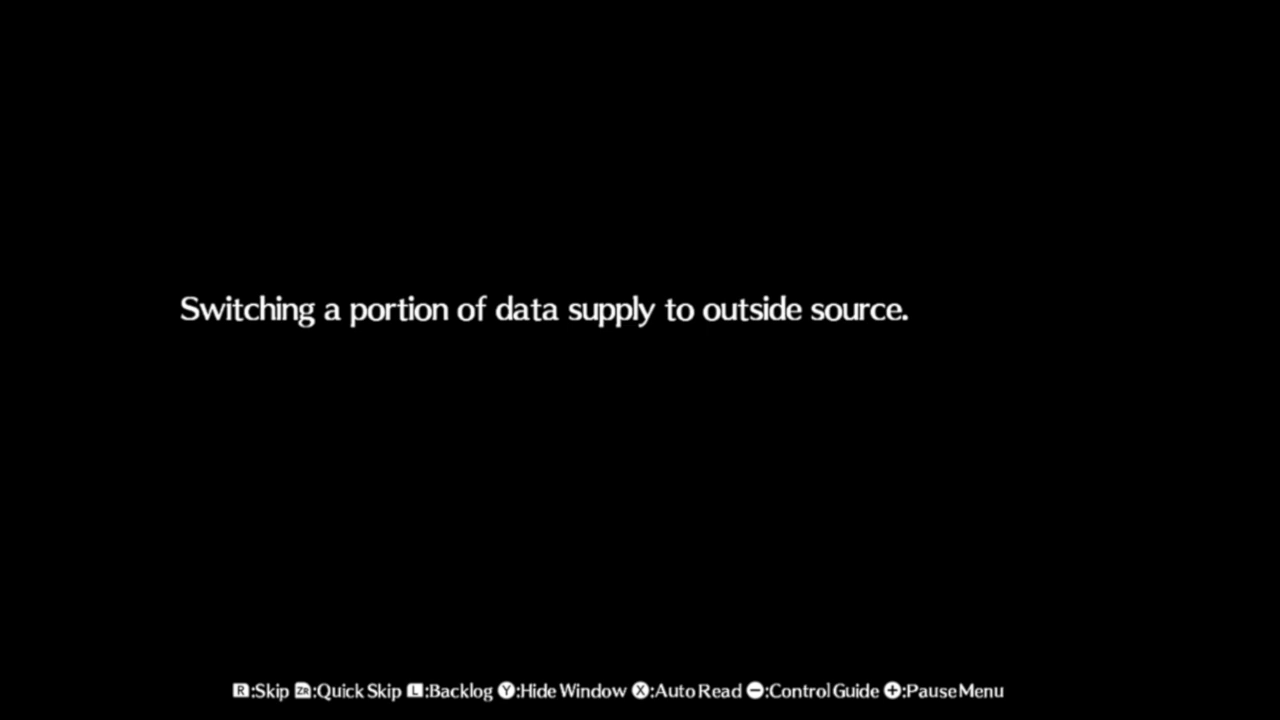 Switching a portion of data supply to outside source.
R:Skip ZR:Quick Skip L:Backlog Y:Hide Window X:Auto Read −:Control Guide +:Pause Menu